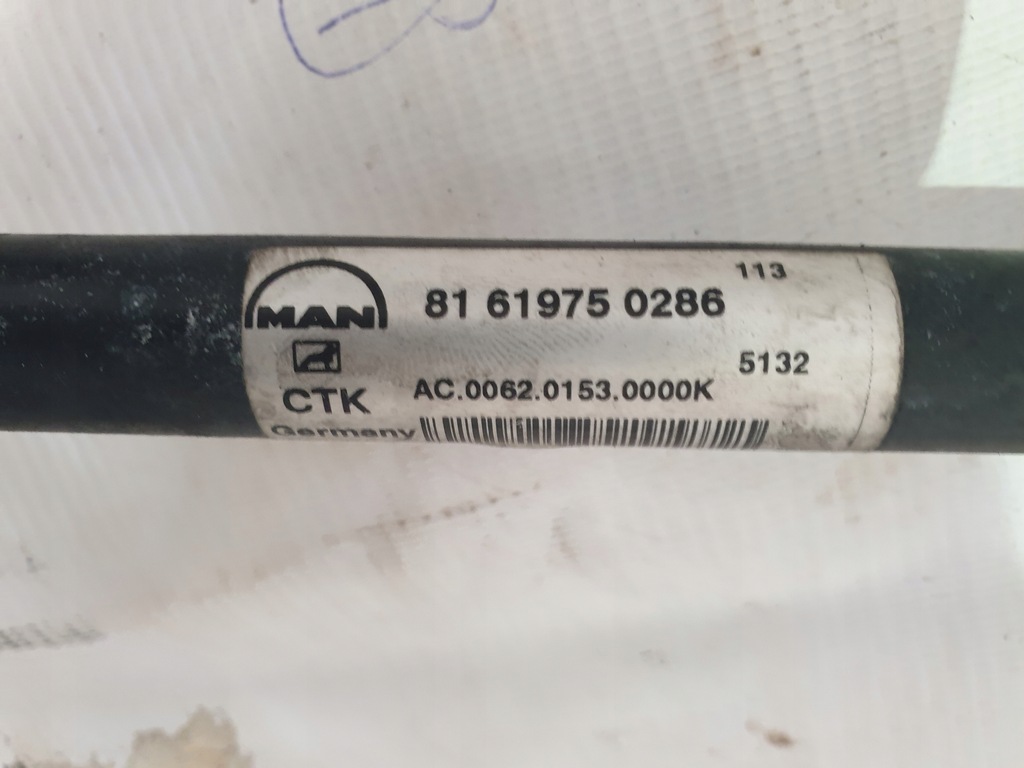 113
MAN 81 61975 0286
5132
CTK AC.0062.0153.0000K
Germany